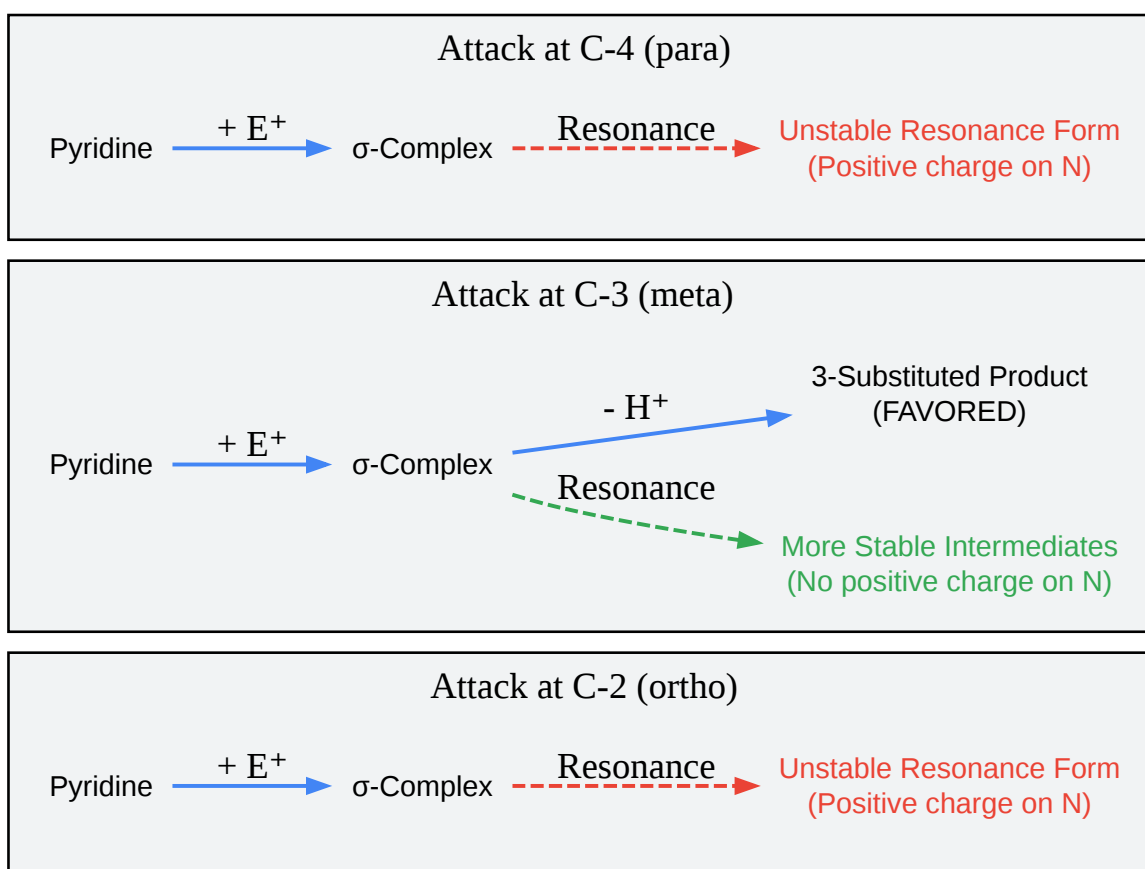 Attack at C-4 (para)
Pyridine
+ E⁺
σ-Complex
Resonance
Unstable Resonance Form
(Positive charge on N)
Attack at C-3 (meta)
Pyridine
+ E⁺
σ-Complex
- H⁺
3-Substituted Product
(FAVORED)
Resonance
More Stable Intermediates
(No positive charge on N)
Attack at C-2 (ortho)
Pyridine
+ E⁺
σ-Complex
Resonance
Unstable Resonance Form
(Positive charge on N)